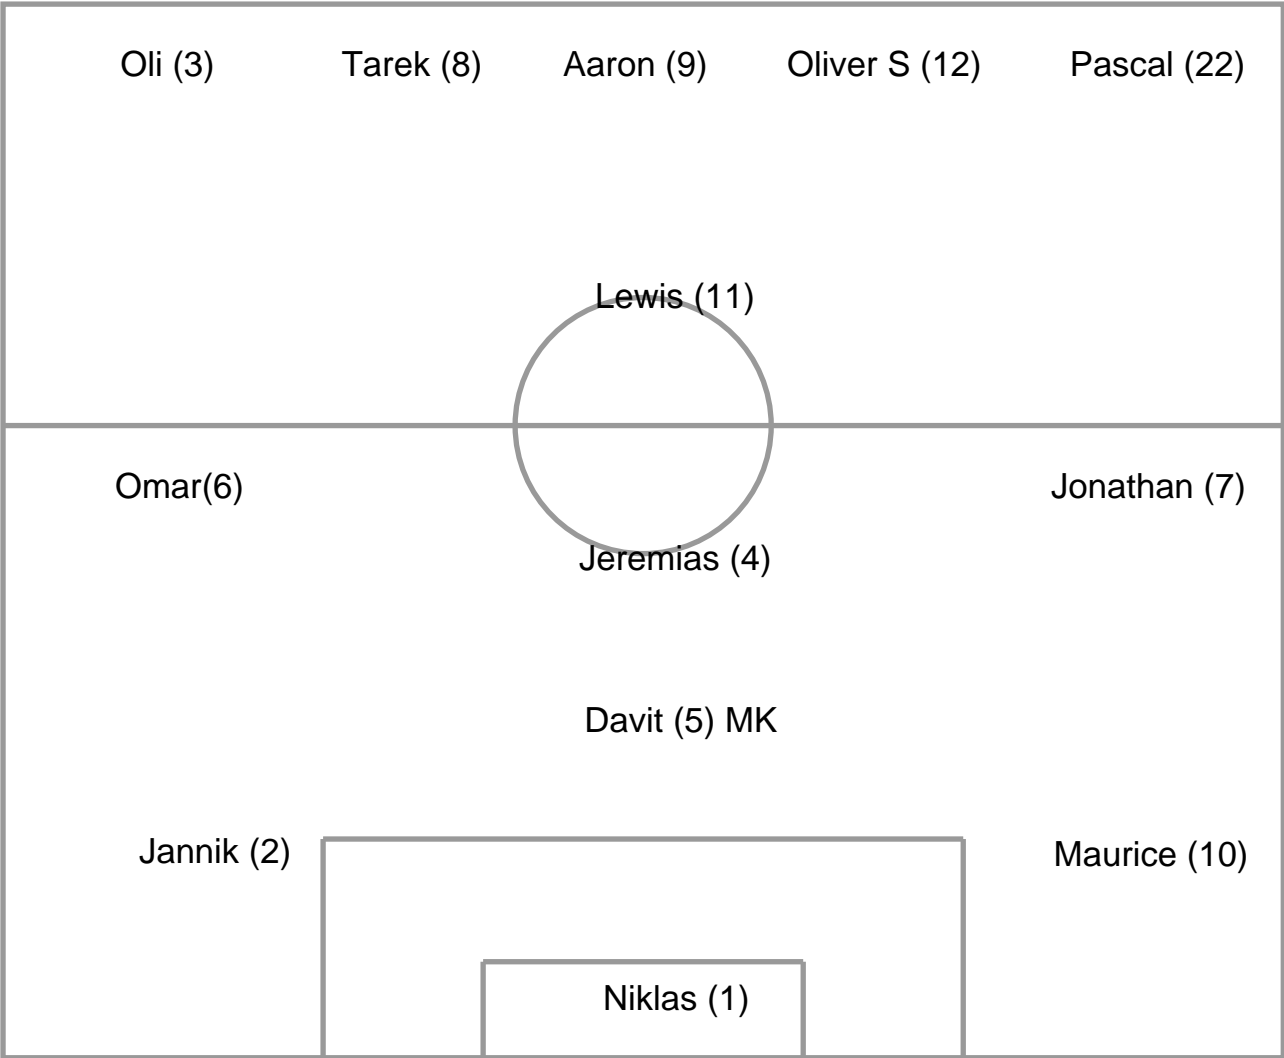 Oli (3) Tarek (8) Aaron (9) Oliver S (12) Pascal (22)
Lewis (11)
Omar(6) Jonathan (7)
Jeremias (4)
Davit (5) MK
Jannik (2) Maurice (10)
Niklas (1)